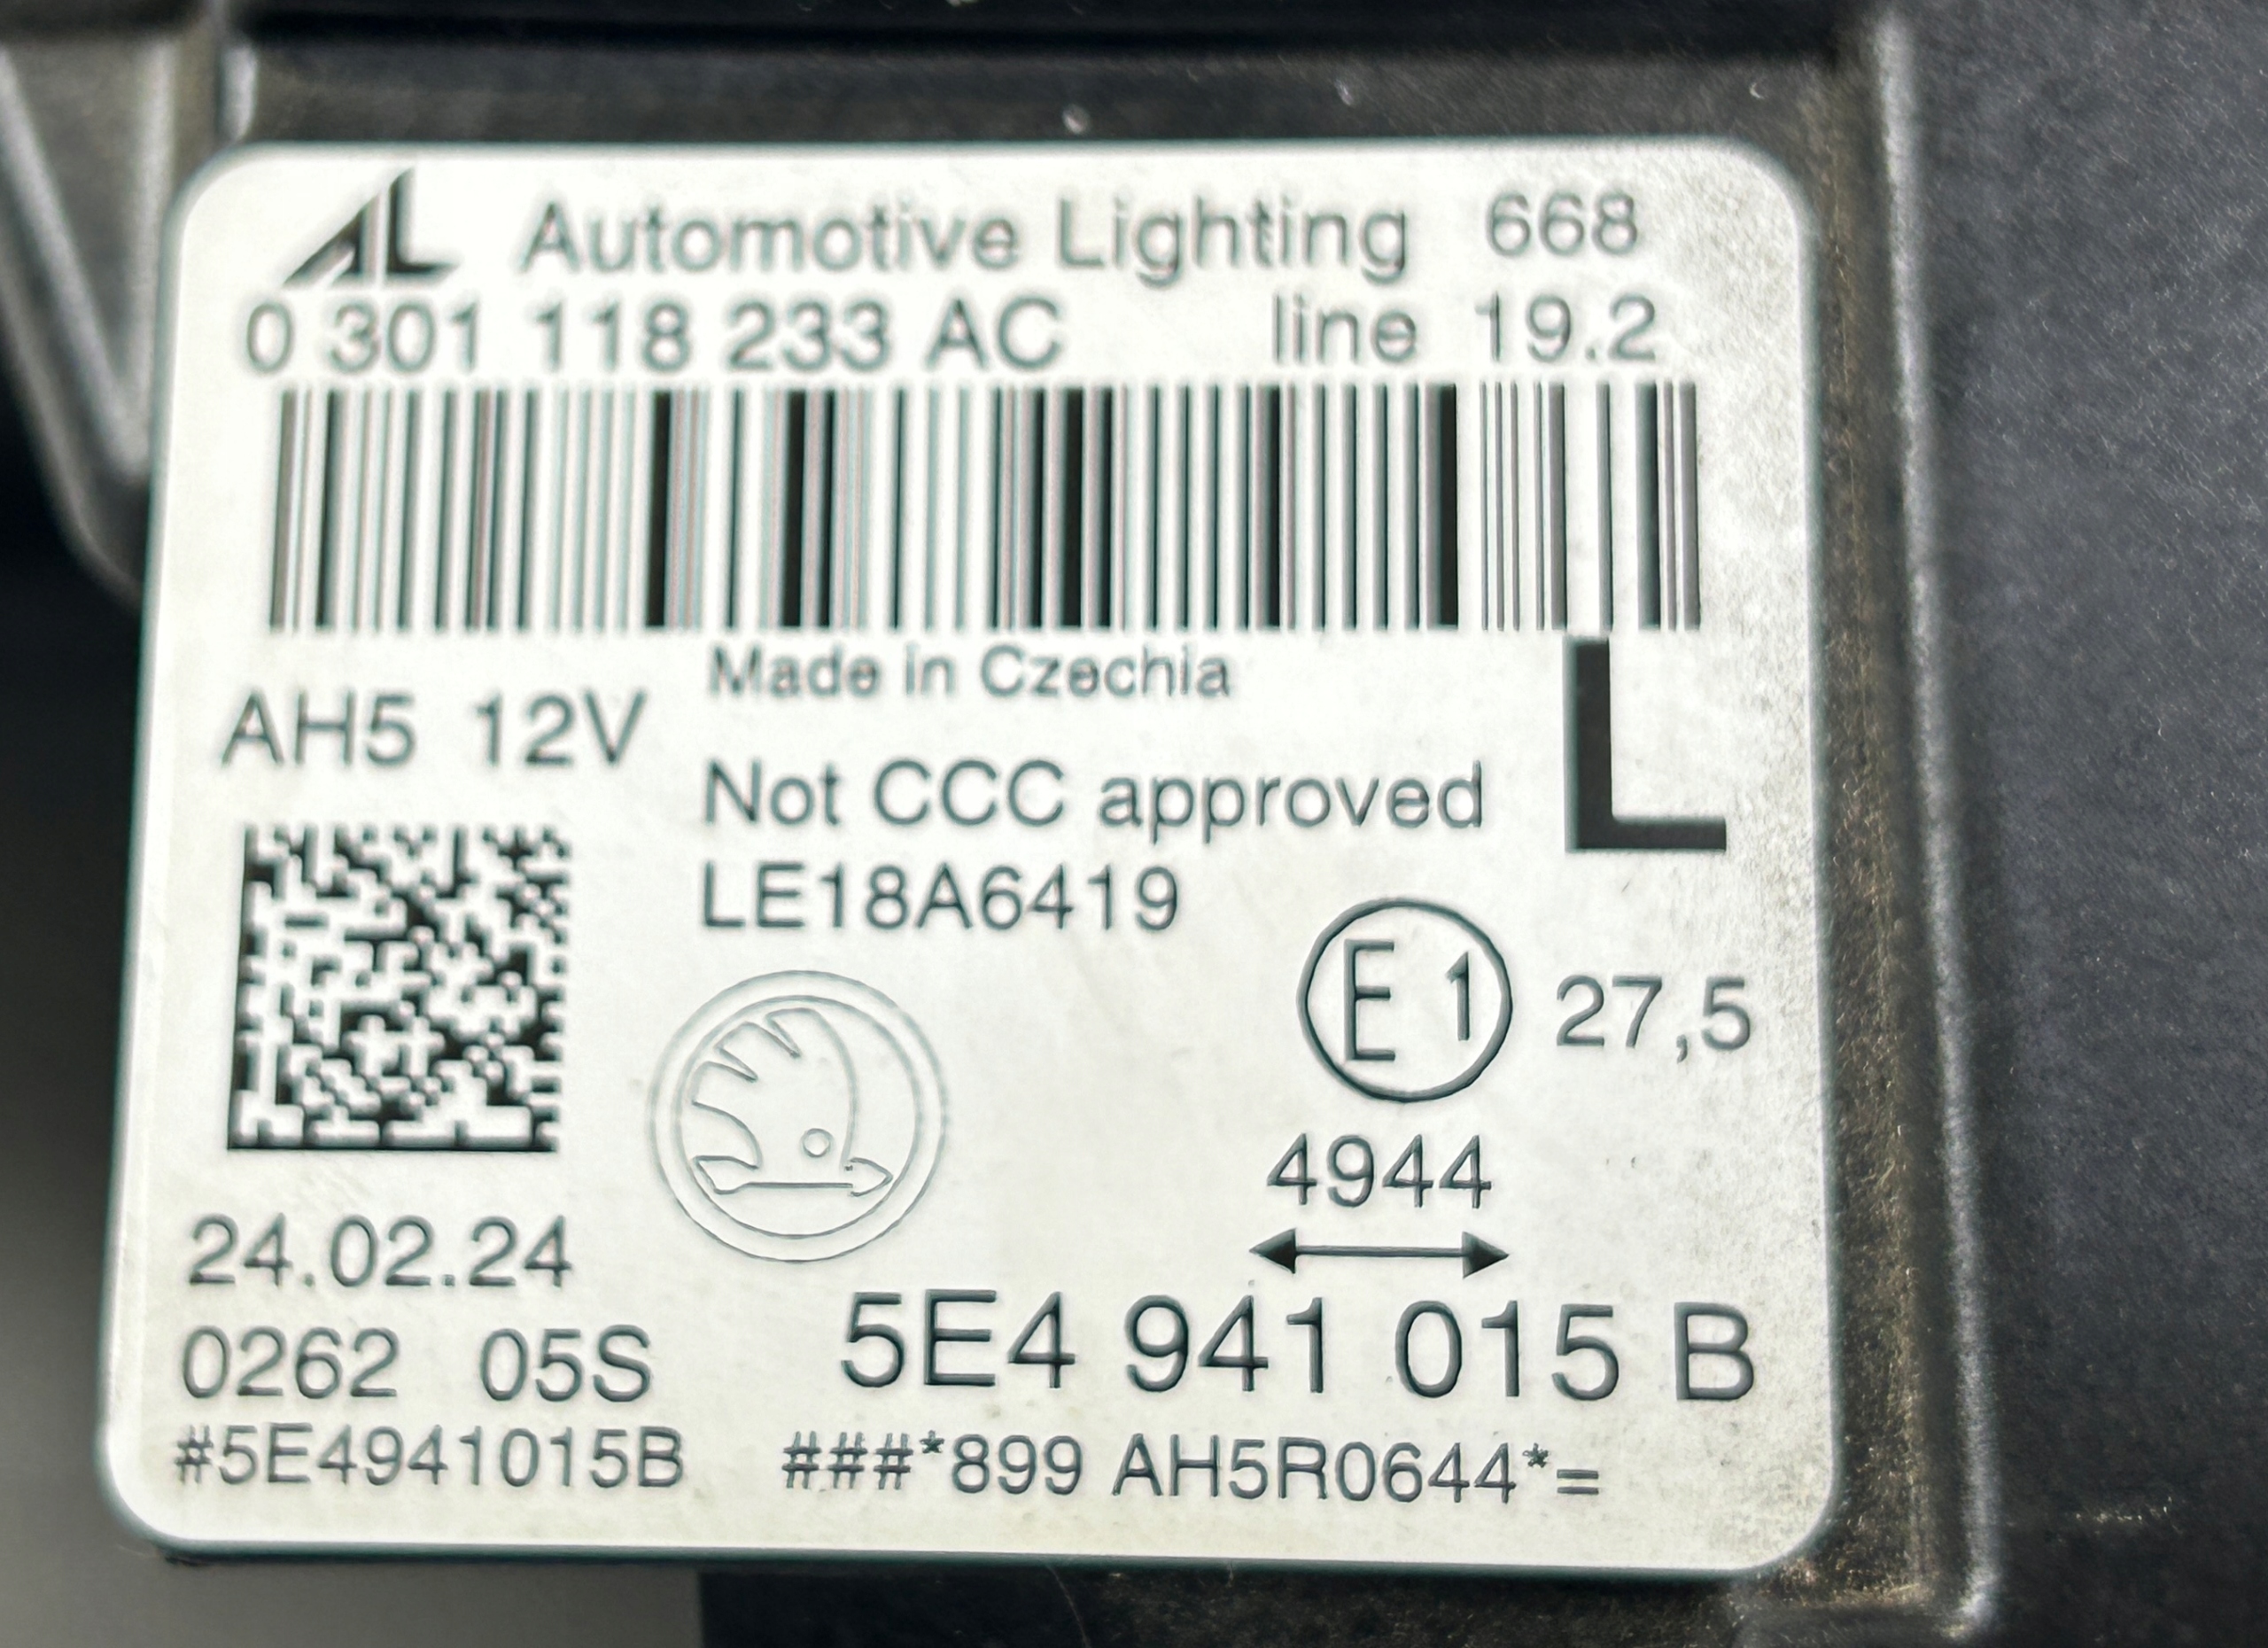 AL Automotive Lighting 668
0 301 118 233 AC line 19.2
Made in Czechia
AH5 12V
L
Not CCC approved
LE18A6419
E1 27,5
4944
24.02.24
5E4 941 015 B
0262 05S
#5E4941015B ###*899 AH5R0644*=